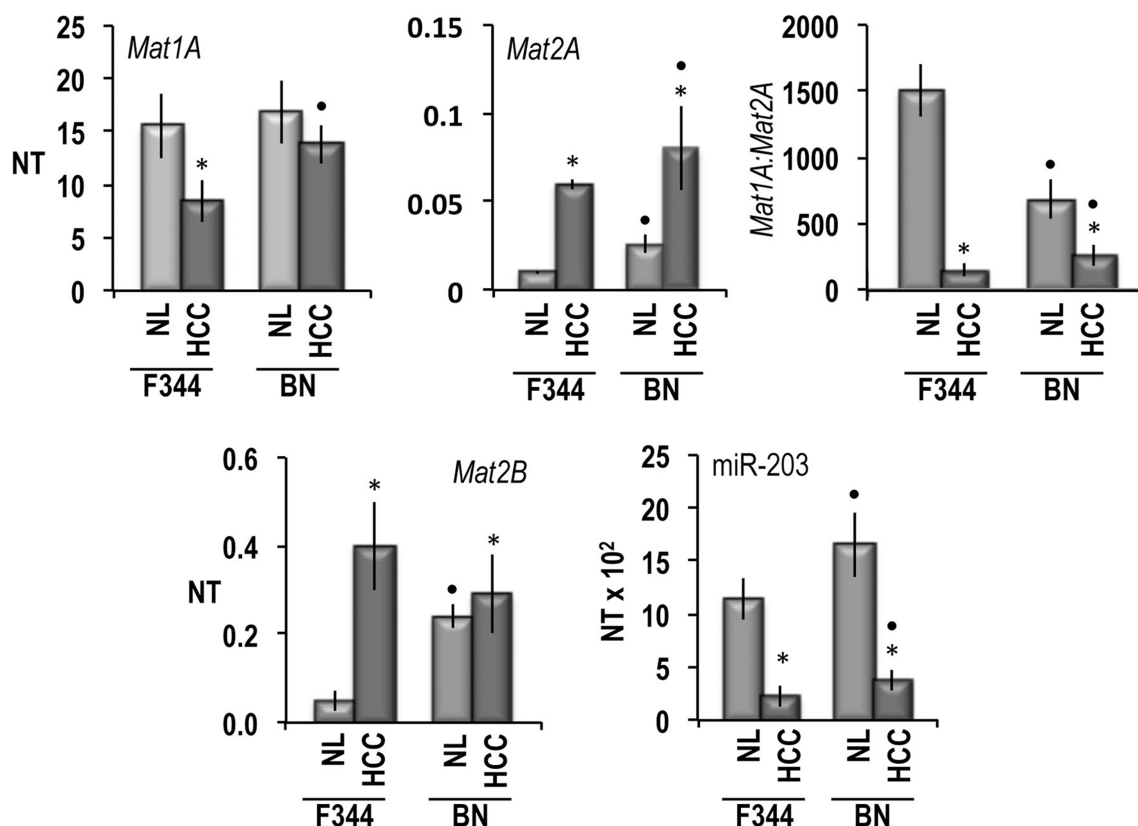 Mat1A
NT
25
20
15
10
5
0
*
•
NL
HCC
NL
HCC
F344
BN
Mat2A
0.15
0.1
0.05
0
*
•
•
*
NL
HCC
NL
HCC
F344
BN
Mat1A:Mat2A
2000
1500
1000
500
0
*
•
•
*
NL
HCC
NL
HCC
F344
BN
Mat2B
NT
0.6
0.4
0.2
0.0
*
•
*
NL
HCC
NL
HCC
F344
BN
miR-203
NT x 10²
25
20
15
10
5
0
*
•
•
*
NL
HCC
NL
HCC
F344
BN